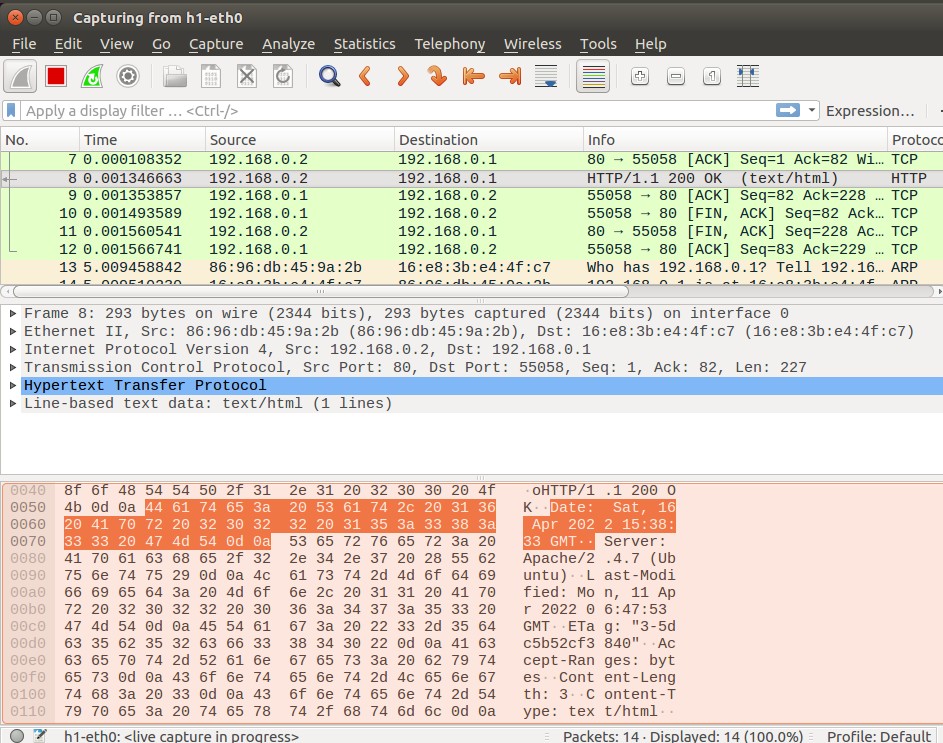 Capturing from h1-eth0
File Edit View Go Capture Analyze Statistics Telephony Wireless Tools Help
Apply a display filter … <Ctrl-/> Expression…
No. Time Source Destination Info Protoco
7 0.000108352 192.168.0.2 192.168.0.1 80 → 55058 [ACK] Seq=1 Ack=82 Wi… TCP
8 0.001346663 192.168.0.2 192.168.0.1 HTTP/1.1 200 OK (text/html) HTTP
9 0.001353857 192.168.0.1 192.168.0.2 55058 → 80 [ACK] Seq=82 Ack=228 … TCP
10 0.001493589 192.168.0.1 192.168.0.2 55058 → 80 [FIN, ACK] Seq=82 Ack… TCP
11 0.001560541 192.168.0.2 192.168.0.1 80 → 55058 [FIN, ACK] Seq=228 Ac… TCP
12 0.001566741 192.168.0.1 192.168.0.2 55058 → 80 [ACK] Seq=83 Ack=229 … TCP
13 5.009458842 86:96:db:45:9a:2b 16:e8:3b:e4:4f:c7 Who has 192.168.0.1? Tell 192.16… ARP
Frame 8: 293 bytes on wire (2344 bits), 293 bytes captured (2344 bits) on interface 0
Ethernet II, Src: 86:96:db:45:9a:2b (86:96:db:45:9a:2b), Dst: 16:e8:3b:e4:4f:c7 (16:e8:3b:e4:4f:c7)
Internet Protocol Version 4, Src: 192.168.0.2, Dst: 192.168.0.1
Transmission Control Protocol, Src Port: 80, Dst Port: 55058, Seq: 1, Ack: 82, Len: 227
Hypertext Transfer Protocol
Line-based text data: text/html (1 lines)
0040 8f 6f 48 54 54 50 2f 31 2e 31 20 32 30 30 20 4f ·oHTTP/1 .1 200 O
0050 4b 0d 0a 44 61 74 65 3a 20 53 61 74 2c 20 31 36 K··Date: Sat, 16
0060 20 41 70 72 20 32 30 32 32 20 31 35 3a 33 38 3a Apr 202 2 15:38:
0070 33 33 20 47 4d 54 0d 0a 53 65 72 76 65 72 3a 20 33 GMT·· Server:
0080 41 70 61 63 68 65 2f 32 2e 34 2e 37 20 28 55 62 Apache/2 .4.7 (Ub
0090 75 6e 74 75 29 0d 0a 4c 61 73 74 2d 4d 6f 64 69 untu)··L ast-Modi
00a0 66 69 65 64 3a 20 4d 6f 6e 2c 20 31 31 20 41 70 fied: Mo n, 11 Ap
00b0 72 20 32 30 32 32 20 30 36 3a 34 37 3a 35 33 20 r 2022 0 6:47:53
00c0 47 4d 54 0d 0a 45 54 61 67 3a 20 22 33 2d 35 64 GMT··ETa g: "3-5d
00d0 63 35 62 35 32 63 66 33 38 34 30 22 0d 0a 41 63 c5b52cf3 840"··Ac
00e0 63 65 70 74 2d 52 61 6e 67 65 73 3a 20 62 79 74 cept-Ran ges: byt
00f0 65 73 0d 0a 43 6f 6e 74 65 6e 74 2d 4c 65 6e 67 es··Cont ent-Leng
0100 74 68 3a 20 33 0d 0a 43 6f 6e 74 65 6e 74 2d 54 th: 3··C ontent-T
0110 79 70 65 3a 20 74 65 78 74 2f 68 74 6d 6c 0d 0a ype: tex t/html··
h1-eth0: <live capture in progress> Packets: 14 · Displayed: 14 (100.0%) Profile: Default